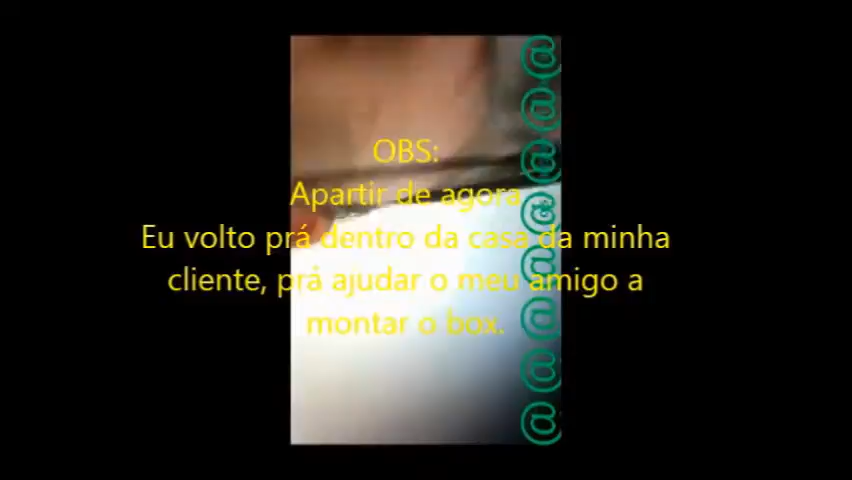 OBS:
Apartir de agora
Eu volto prá dentro da casa da minha
cliente, prá ajudar o meu amigo a
montar o box.
@@@@@@@@